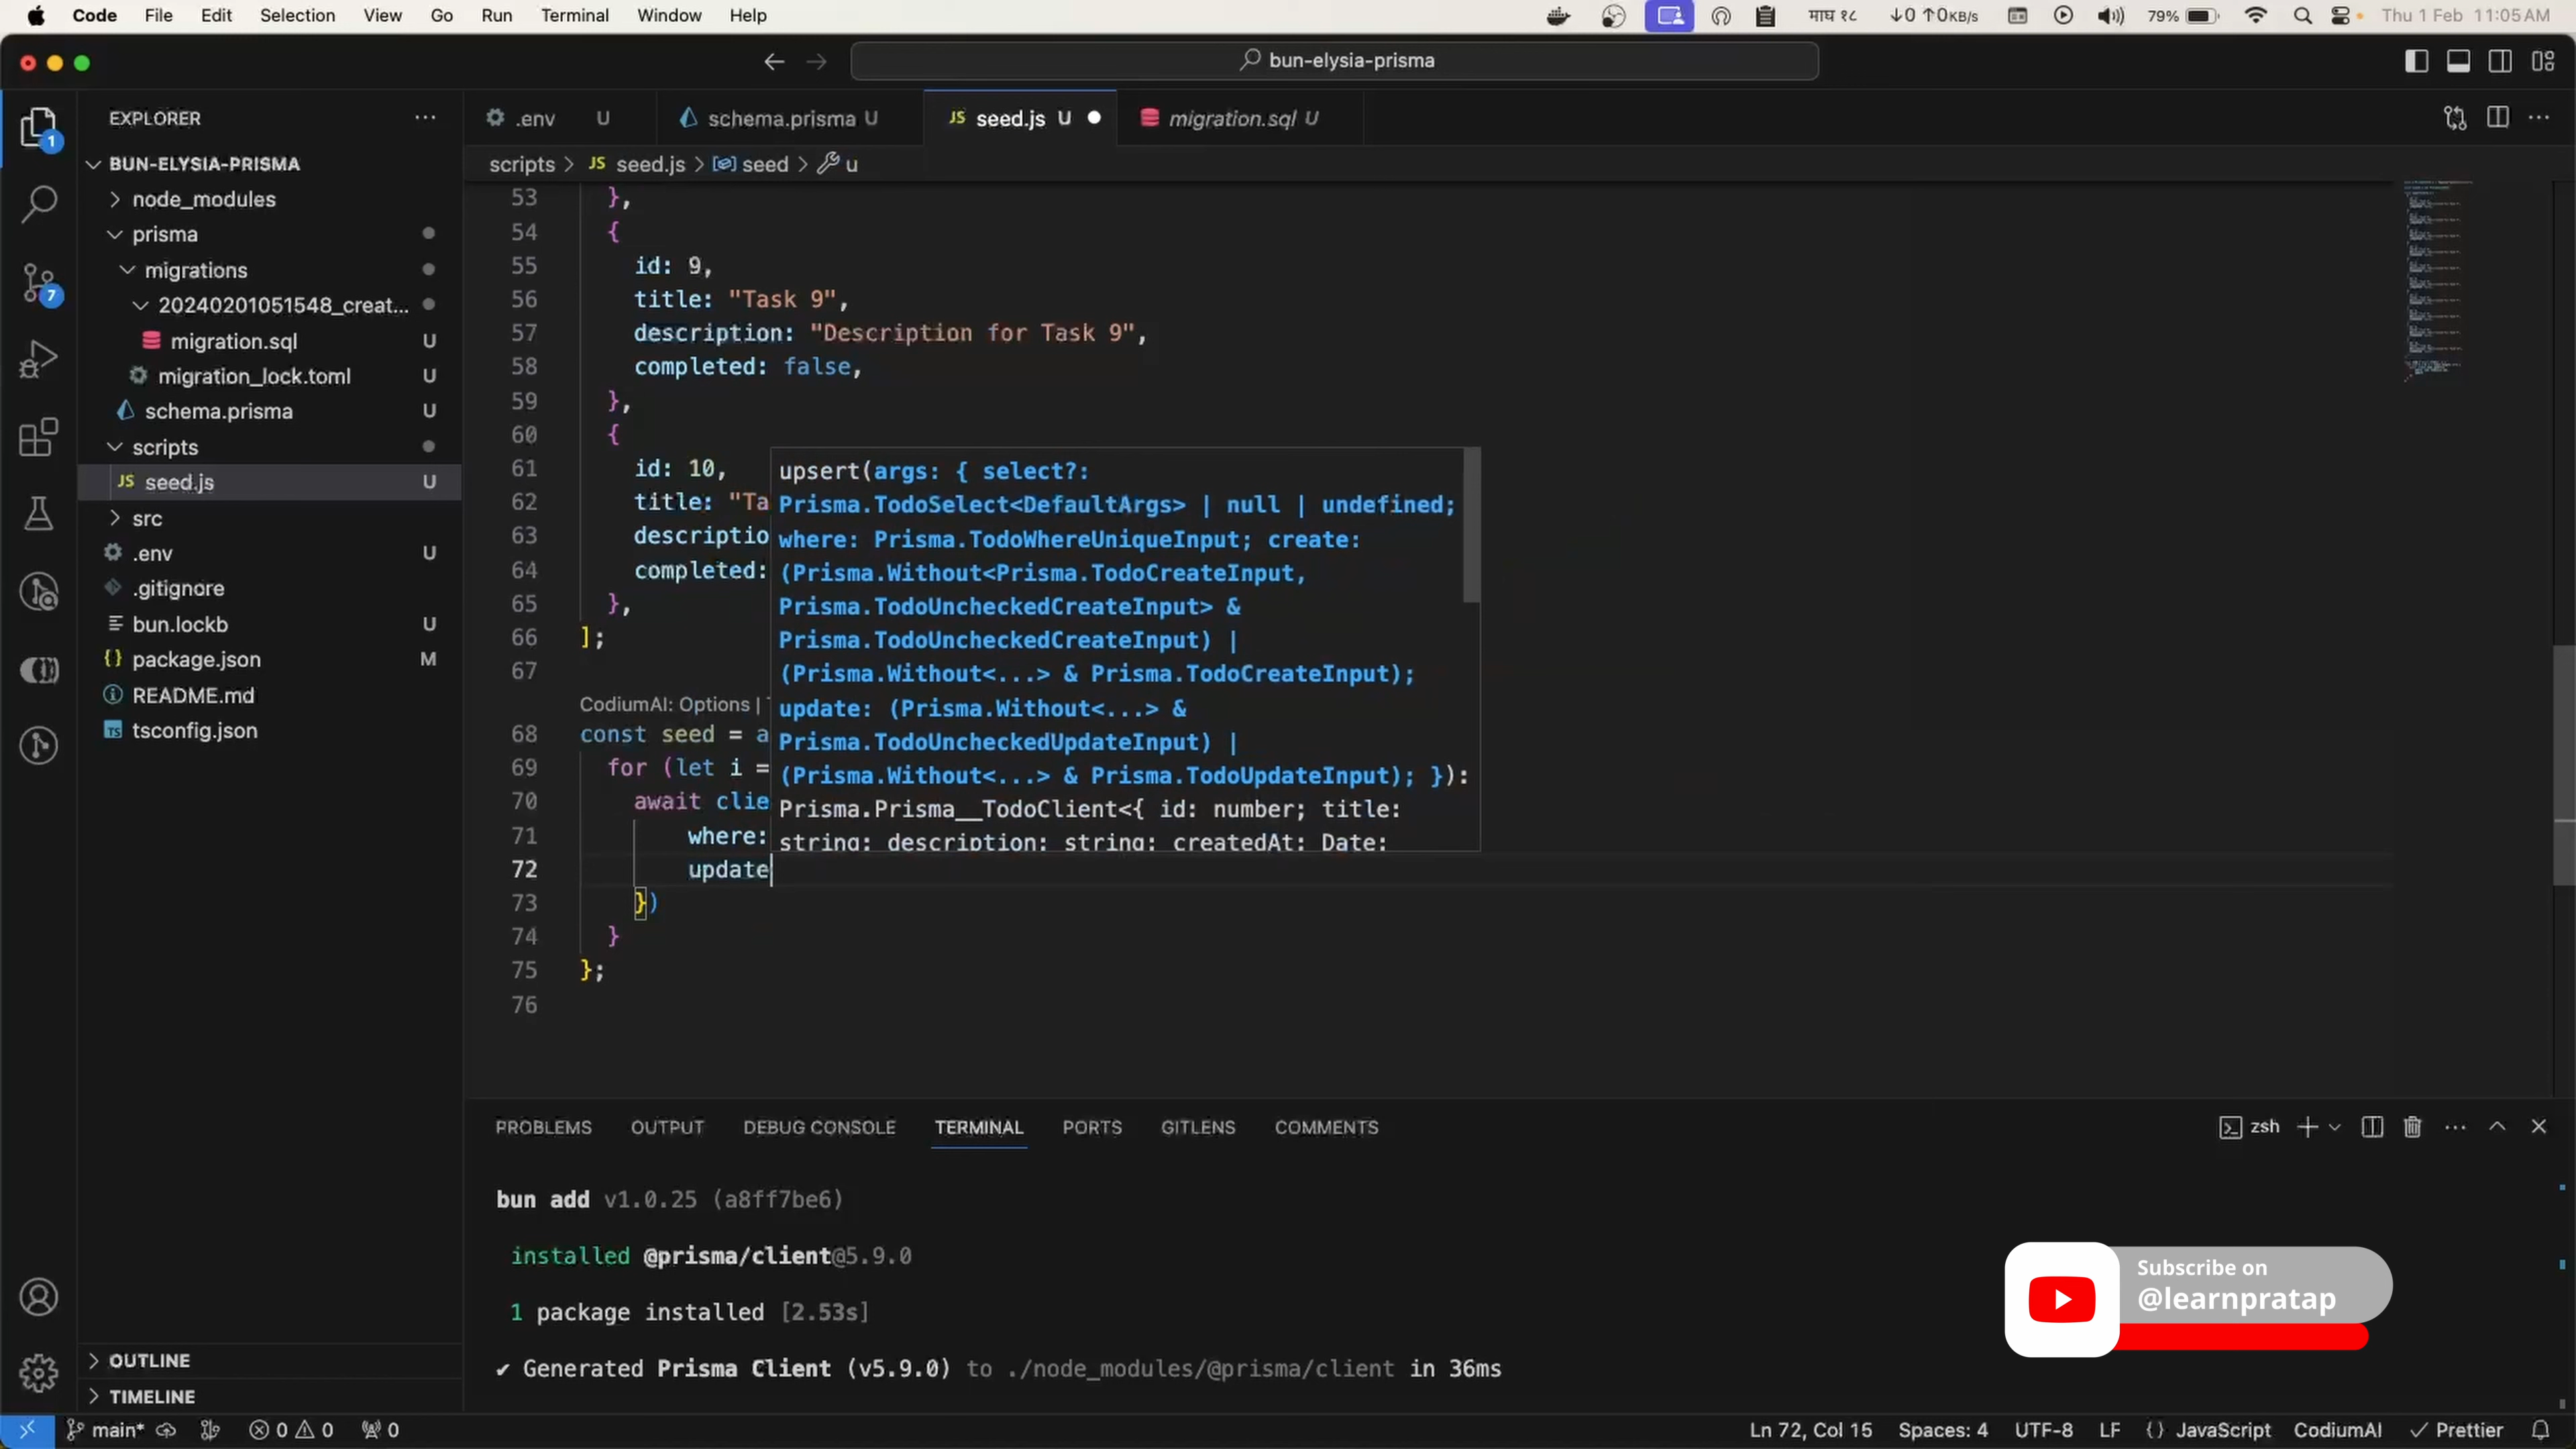 Code File Edit Selection View Go Run Terminal Window Help माघ १८ ↓0 ↑0KB/s 79% Thu 1 Feb 11:05 AM
bun-elysia-prisma
EXPLORER
BUN-ELYSIA-PRISMA
node_modules
prisma
migrations
20240201051548_creat...
migration.sql U
migration_lock.toml U
schema.prisma U
scripts
JS seed.js U
src
.env U
.gitignore
bun.lockb U
{} package.json M
README.md
TS tsconfig.json
OUTLINE
TIMELINE
1
7
.env U schema.prisma U JS seed.js U migration.sql U
scripts > JS seed.js > seed > u
53 },
54 {
55 id: 9,
56 title: "Task 9",
57 description: "Description for Task 9",
58 completed: false,
59 },
60 {
61 id: 10,
62 title: "Ta
63 descriptio
64 completed:
65 },
66 ];
67
CodiumAI: Options |
68 const seed = a
69 for (let i =
70 await clie
71 where:
72 update
73 })
74 }
75 };
76
upsert(args: { select?:
Prisma.TodoSelect<DefaultArgs> | null | undefined;
where: Prisma.TodoWhereUniqueInput; create:
(Prisma.Without<Prisma.TodoCreateInput,
Prisma.TodoUncheckedCreateInput> &
Prisma.TodoUncheckedCreateInput) |
(Prisma.Without<...> & Prisma.TodoCreateInput);
update: (Prisma.Without<...> &
Prisma.TodoUncheckedUpdateInput) |
(Prisma.Without<...> & Prisma.TodoUpdateInput); }):
Prisma.Prisma__TodoClient<{ id: number; title:
string; description: string; createdAt: Date;
PROBLEMS OUTPUT DEBUG CONSOLE TERMINAL PORTS GITLENS COMMENTS zsh
bun add v1.0.25 (a8ff7be6)
installed @prisma/client@5.9.0
1 package installed [2.53s]
✔ Generated Prisma Client (v5.9.0) to ./node_modules/@prisma/client in 36ms
Subscribe on
@learnpratap
main* 0 0 0 Ln 72, Col 15 Spaces: 4 UTF-8 LF {} JavaScript CodiumAI ✓ Prettier